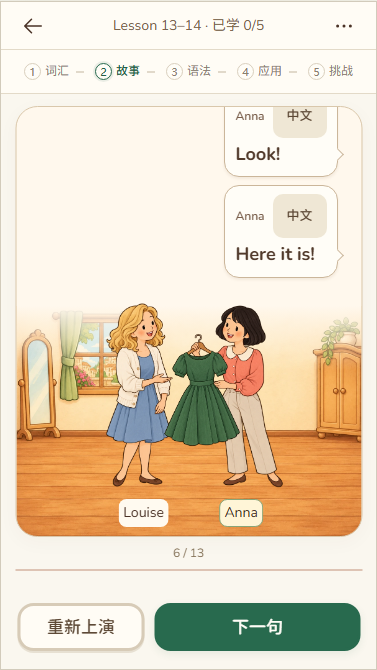 Lesson 13–14 · 已学 0/5
1 词汇 – 2 故事 – 3 语法 – 4 应用 – 5 挑战
Anna 中文
Look!
Anna 中文
Here it is!
Louise Anna
6 / 13
重新上演 下一句